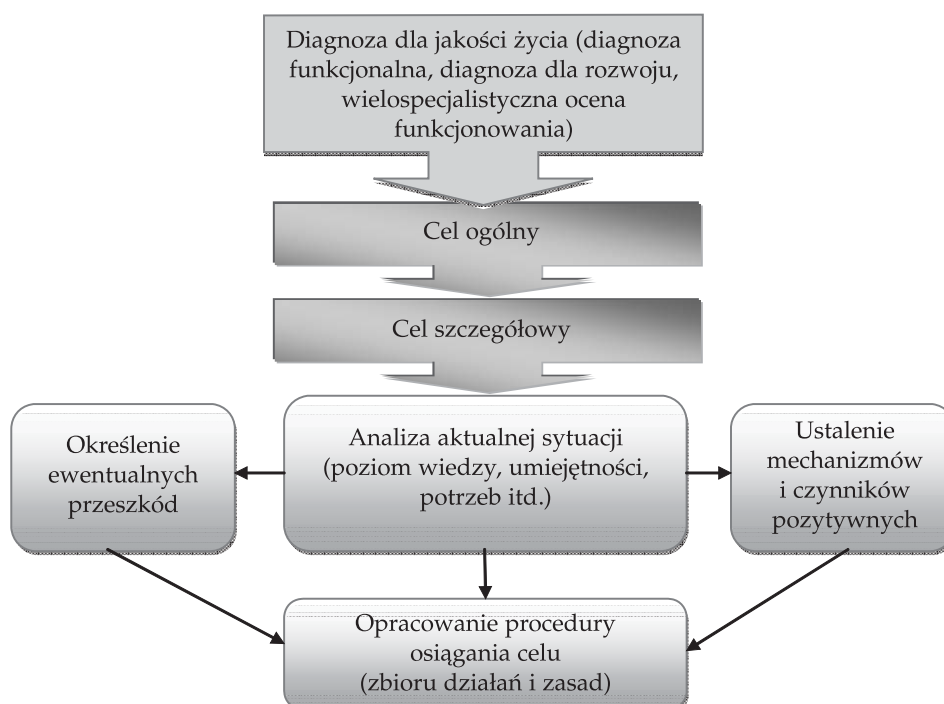 Diagnoza dla jakości życia (diagnoza
funkcjonalna, diagnoza dla rozwoju,
wielospecjalistyczna ocena
funkcjonowania)
Cel ogólny
Cel szczegółowy
Określenie
ewentualnych
przeszkód
Analiza aktualnej sytuacji
(poziom wiedzy, umiejętności,
potrzeb itd.)
Ustalenie
mechanizmów
i czynników
pozytywnych
Opracowanie procedury
osiągania celu
(zbioru działań i zasad)